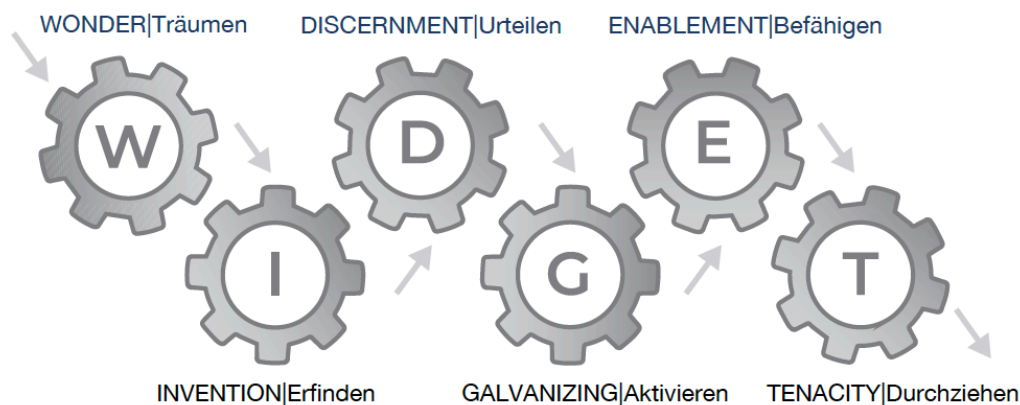 WONDER|Träumen
DISCERNMENT|Urteilen
ENABLEMENT|Befähigen
W
D
E
I
G
T
INVENTION|Erfinden
GALVANIZING|Aktivieren
TENACITY|Durchziehen